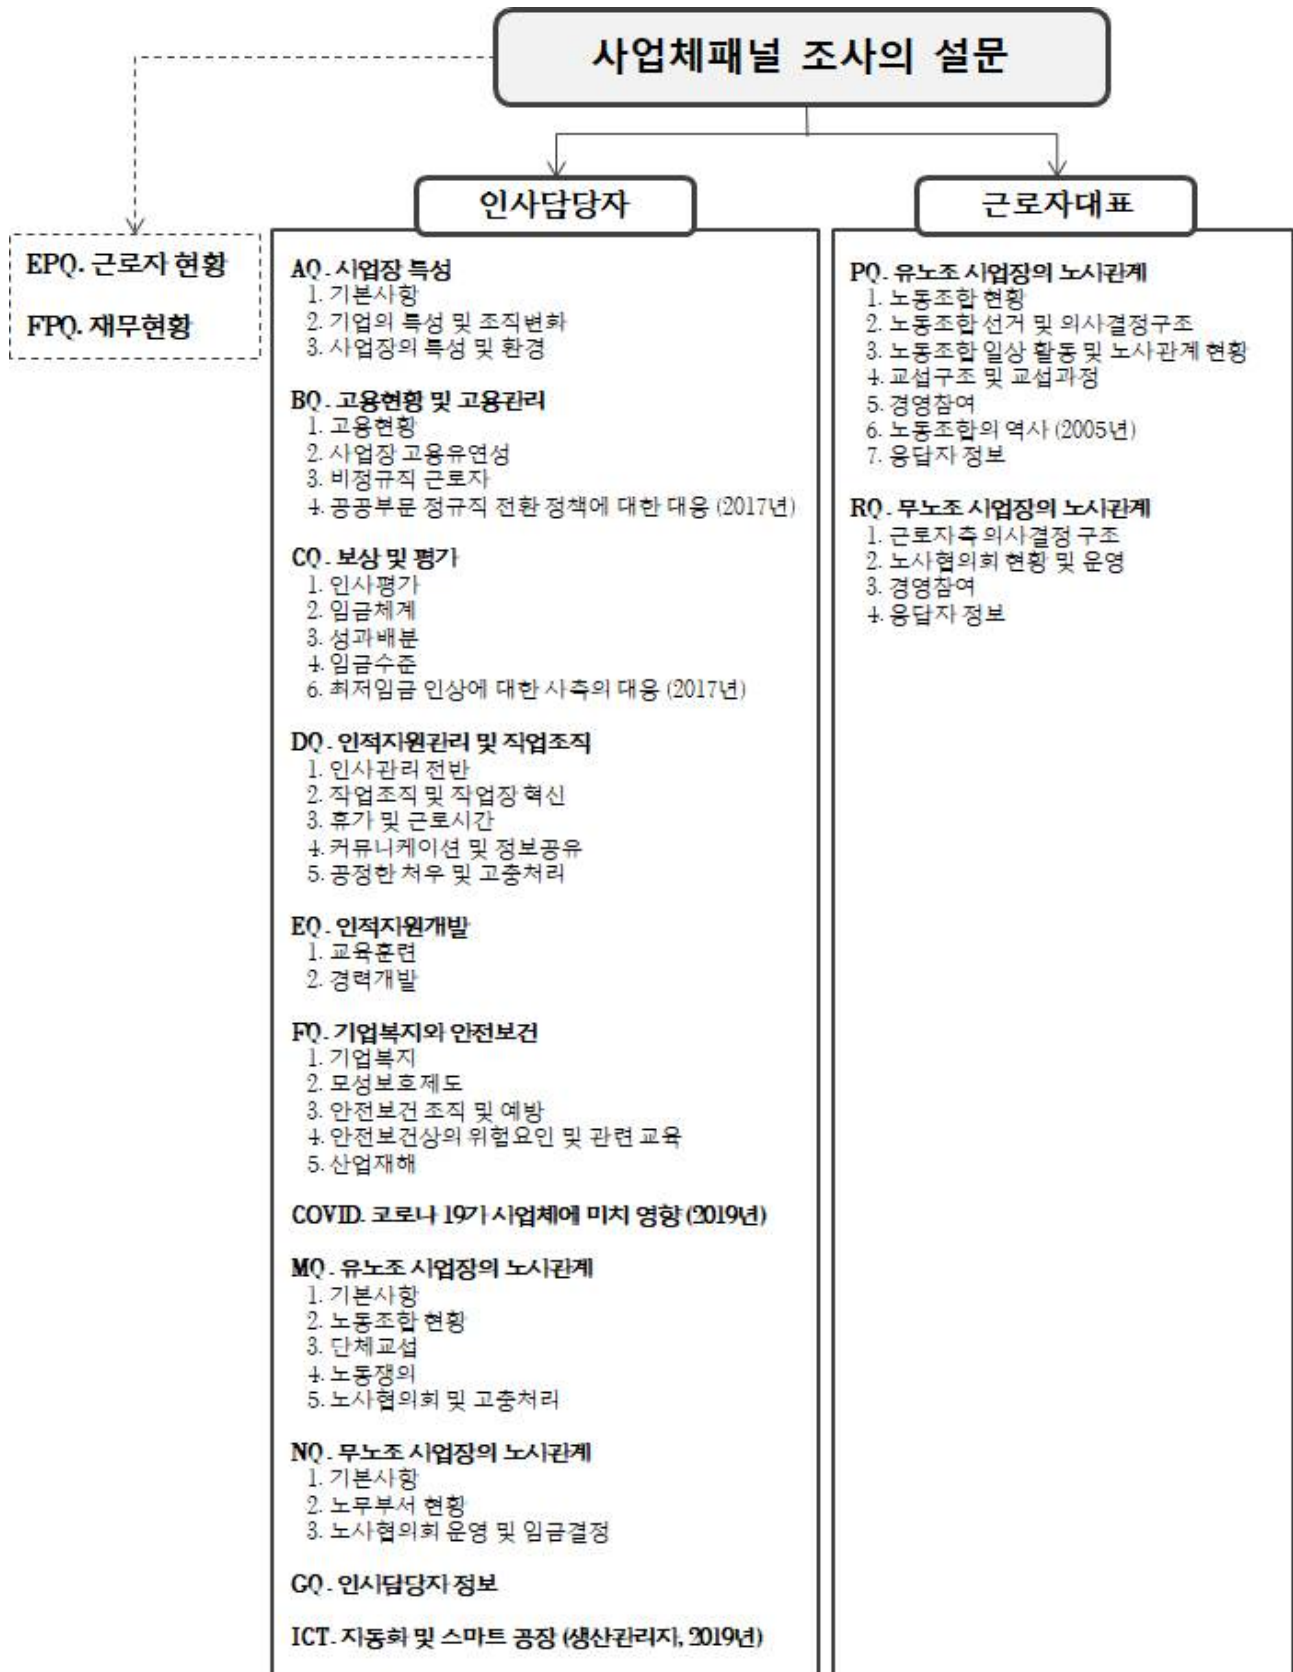 사업체패널 조사의 설문
EPQ. 근로자 현황
FPQ. 재무현황
인사담당자
AQ. 사업장 특성
1. 기본사항
2. 기업의 특성 및 조직변화
3. 사업장의 특성 및 환경
BQ. 고용현황 및 고용관리
1. 고용현황
2. 사업장 고용유연성
3. 비정규직 근로자
4. 공공부문 정규직 전환 정책에 대한 대응 (2017년)
CQ. 보상 및 평가
1. 인사평가
2. 임금체계
3. 성과배분
4. 임금수준
6. 최저임금 인상에 대한 사측의 대응 (2017년)
DQ. 인적자원관리 및 작업조직
1. 인사관리 전반
2. 작업조직 및 작업장 혁신
3. 휴가 및 근로시간
4. 커뮤니케이션 및 정보공유
5. 공정한 처우 및 고충처리
EQ. 인적자원개발
1. 교육훈련
2. 경력개발
FQ. 기업복지와 안전보건
1. 기업복지
2. 모성보호제도
3. 안전보건 조직 및 예방
4. 안전보건상의 위험요인 및 관련 교육
5. 산업재해
COVID. 코로나 19가 사업체에 미치 영향 (2019년)
MQ. 유노조 사업장의 노사관계
1. 기본사항
2. 노동조합 현황
3. 단체교섭
4. 노동쟁의
5. 노사협의회 및 고충처리
NQ. 무노조 사업장의 노사관계
1. 기본사항
2. 노무부서 현황
3. 노사협의회 운영 및 임금결정
GQ. 인사담당자 정보
ICT. 자동화 및 스마트 공장 (생산관리자, 2019년)
근로자대표
PQ. 유노조 사업장의 노사관계
1. 노동조합 현황
2. 노동조합 선거 및 의사결정구조
3. 노동조합 일상 활동 및 노사관계 현황
4. 교섭구조 및 교섭과정
5. 경영참여
6. 노동조합의 역사 (2005년)
7. 응답자 정보
RQ. 무노조 사업장의 노사관계
1. 근로자측 의사결정 구조
2. 노사협의회 현황 및 운영
3. 경영참여
4. 응답자 정보